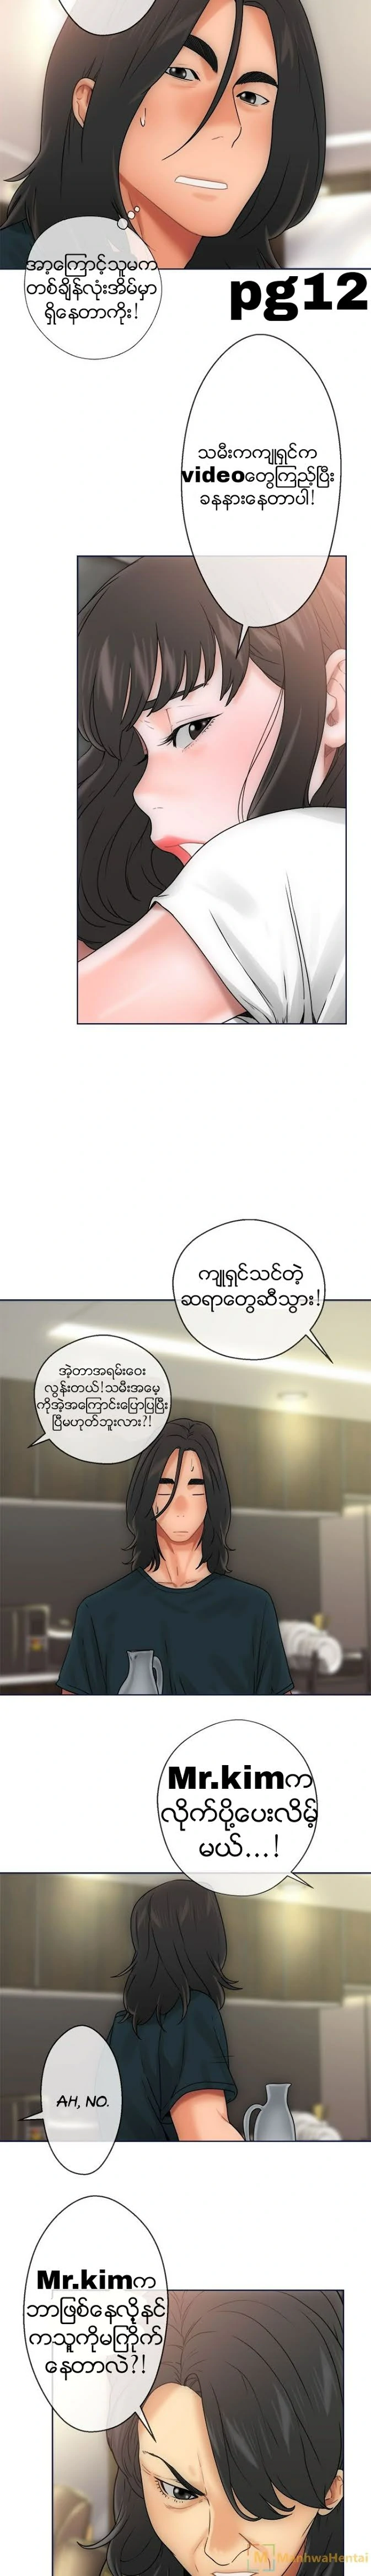 အာ့ကြောင့်သူမက
တစ်ချိန်လုံးအိမ်မှာ
ရှိနေတာကိုး!
pg12
သမီးကကျုရှင်က
videoတွေကြည့်ပြီး
ခနနားနေတာပါ!
ကျုရှင်သင်တဲ့
ဆရာတွေဆီသွား!
အဲ့တာအရမ်းဝေး
လွန်းတယ်!သမီးအမေ့
ကိုအဲ့အကြောင်းပြောပြပြီး
ပြီမဟုတ်ဘူးလား?!
Mr.kimက
လိုက်ပို့ပေးလိမ့်
မယ်...!
AH, NO.
Mr.kimက
ဘာဖြစ်နေလို့နင်
ကသူ့ကိုမကြိုက်
နေတာလဲ?!
ManhwaHentai